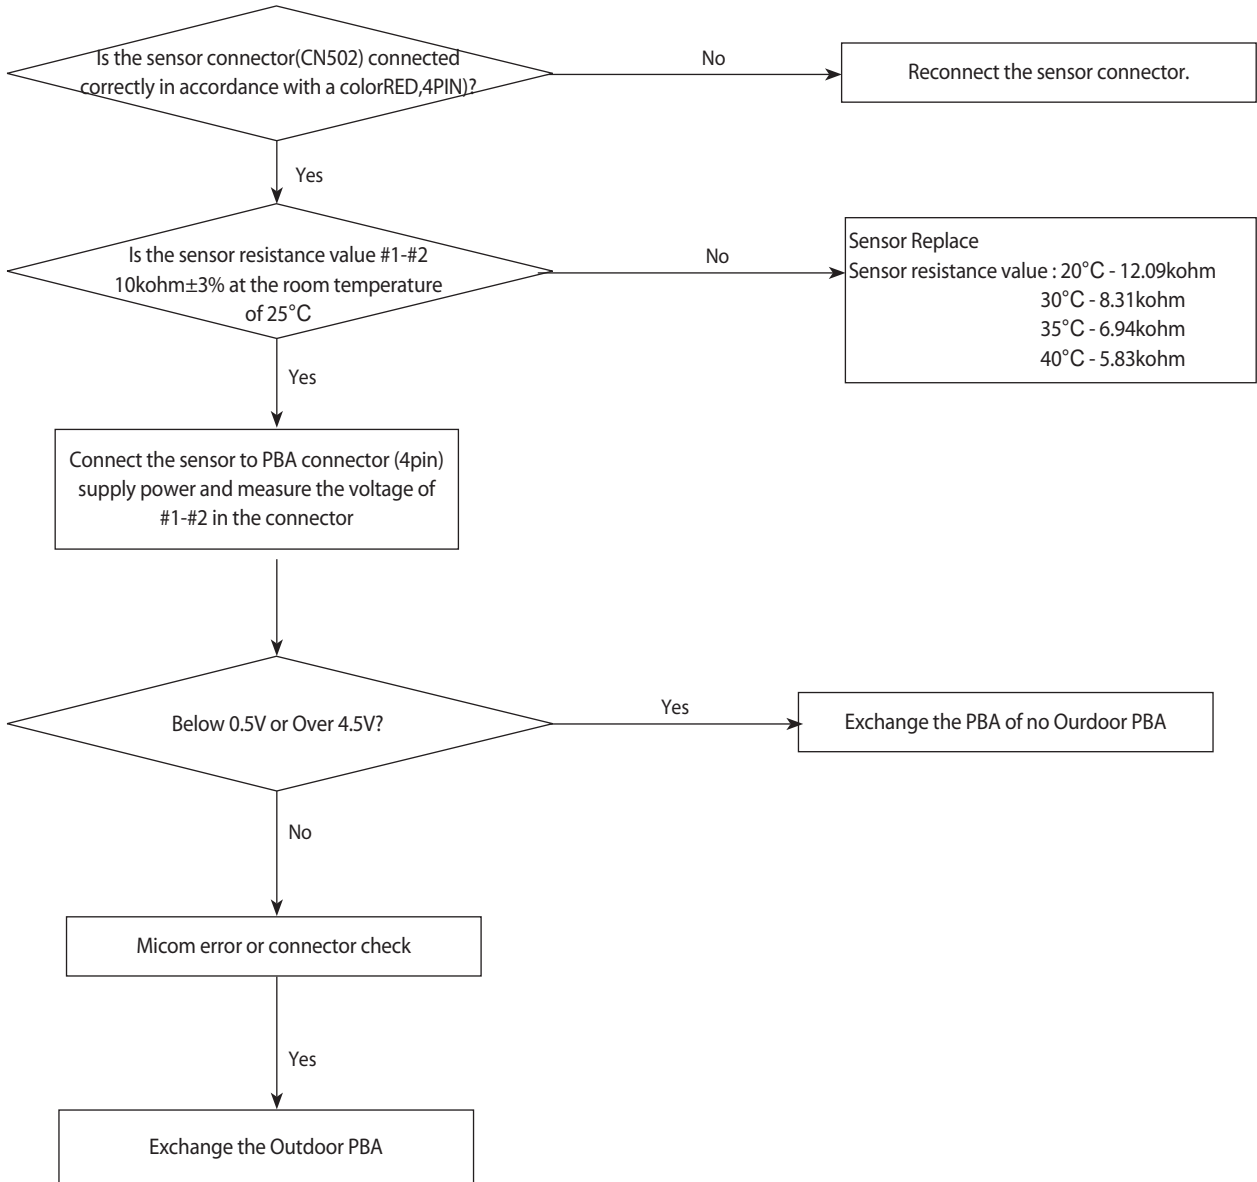 Is the sensor connector(CN502) connected
correctly in accordance with a colorRED,4PIN)?
No
Reconnect the sensor connector.
Yes
Is the sensor resistance value #1-#2
10kohm±3% at the room temperature
of 25°C
No
Sensor Replace
Sensor resistance value : 20°C - 12.09kohm
30°C - 8.31kohm
35°C - 6.94kohm
40°C - 5.83kohm
Yes
Connect the sensor to PBA connector (4pin)
supply power and measure the voltage of
#1-#2 in the connector
Below 0.5V or Over 4.5V?
Yes
Exchange the PBA of no Ourdoor PBA
No
Micom error or connector check
Yes
Exchange the Outdoor PBA